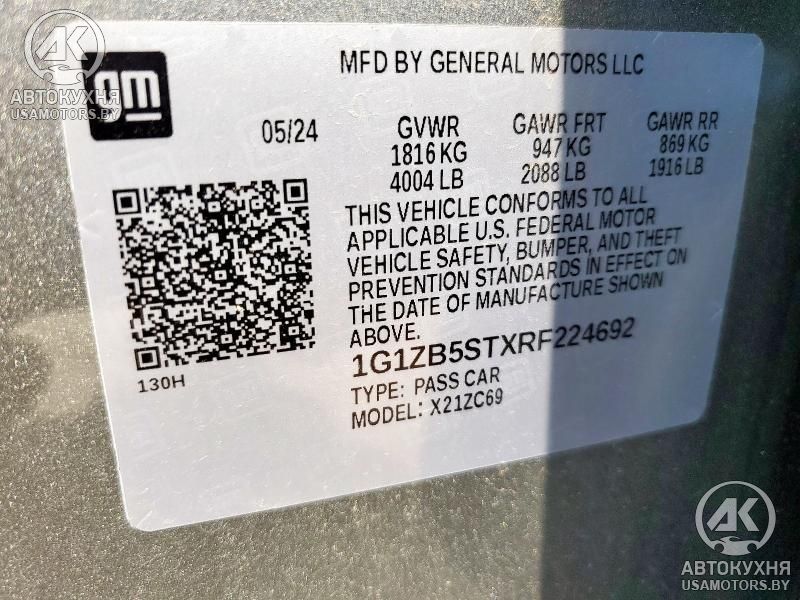 АВТОКУХНЯ
USAMOTORS.BY
gm
MFD BY GENERAL MOTORS LLC
05/24
GVWR
1816 KG
4004 LB
GAWR FRT
947 KG
2088 LB
GAWR RR
869 KG
1916 LB
THIS VEHICLE CONFORMS TO ALL
APPLICABLE U.S. FEDERAL MOTOR
VEHICLE SAFETY, BUMPER, AND THEFT
PREVENTION STANDARDS IN EFFECT ON
THE DATE OF MANUFACTURE SHOWN
ABOVE.
1G1ZB5STXRF224692
TYPE: PASS CAR
MODEL: X21ZC69
130H
АК
АВТОКУХНЯ
USAMOTORS.BY